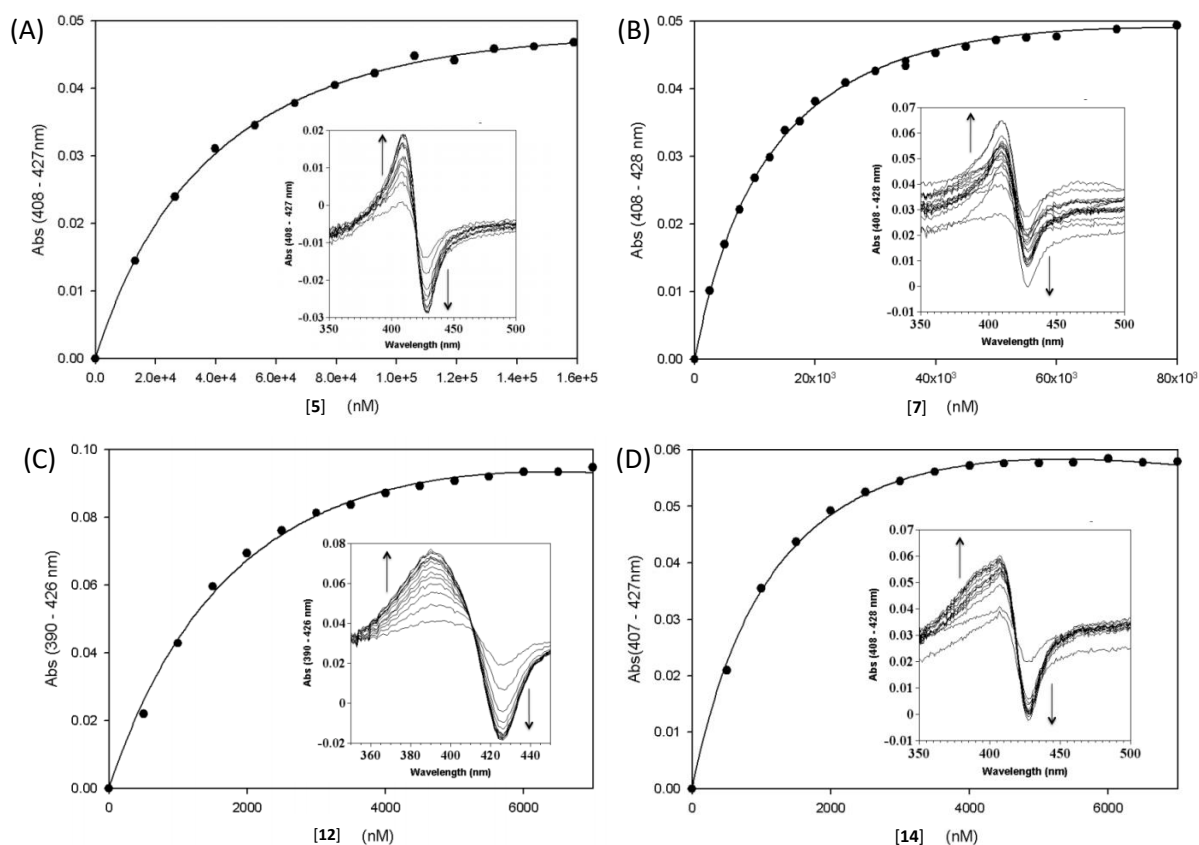 (A)
0.05
0.04
0.03
0.02
0.01
0.00
Abs (408 - 427nm)
0.0 2.0e+4 4.0e+4 6.0e+4 8.0e+4 1.0e+5 1.2e+5 1.4e+5 1.6e+5
[5] (nM)
0.02
0.01
0
-0.01
-0.02
-0.03
Abs (408 - 427 nm)
350 400 450 500
Wavelength (nm)
(B)
0.05
0.04
0.03
0.02
0.01
0.00
Abs (408 - 428 nm)
0 20x10³ 40x10³ 60x10³ 80x10³
[7] (nM)
0.07
0.06
0.05
0.04
0.03
0.02
0.01
0
-0.01
Abs (408 - 428 nm)
350 400 450 500
Wavelength (nm)
(C)
0.10
0.08
0.06
0.04
0.02
0.00
Abs (390 - 426 nm)
0 2000 4000 6000
[12] (nM)
0.08
0.06
0.04
0.02
0
-0.02
Abs (390 - 426 nm)
360 380 400 420 440
Wavelength (nm)
(D)
0.06
0.05
0.04
0.03
0.02
0.01
0.00
Abs(407 - 427nm)
0 2000 4000 6000
[14] (nM)
0.07
0.06
0.05
0.04
0.03
0.02
0.01
0
-0.01
Abs (408 - 428 nm)
350 400 450 500
Wavelength (nm)